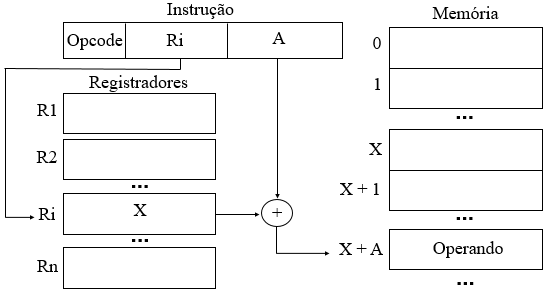 Instrução
Opcode Ri A
Registradores
R1
R2
...
Ri X
...
Rn
+
Memória
0
1
...
X
X + 1
...
X + A Operando
...